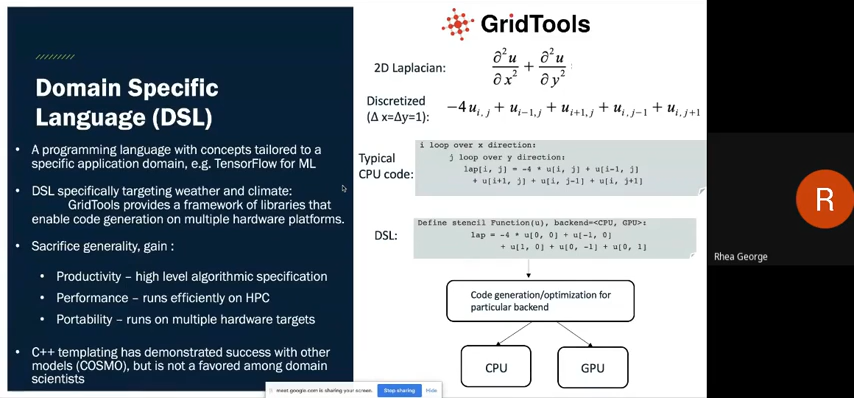 Domain Specific
Language (DSL)
• A programming language with concepts tailored to a
specific application domain, e.g. TensorFlow for ML
• DSL specifically targeting weather and climate:
GridTools provides a framework of libraries that
enable code generation on multiple hardware platforms.
• Sacrifice generality, gain :
• Productivity – high level algorithmic specification
• Performance – runs efficiently on HPC
• Portability – runs on multiple hardware targets
• C++ templating has demonstrated success with other
models (COSMO), but is not a favored among domain
scientists
GridTools
2D Laplacian:
∂²u/∂x² + ∂²u/∂y²
Discretized
(Δ x=Δy=1):
−4u i,j + u i−1,j + u i+1,j + u i,j−1 + u i,j+1
Typical
CPU code:
i loop over x direction:
j loop over y direction:
lap[i, j] = -4 * u[i, j] + u[i-1, j]
+ u[i+1, j] + u[i, j-1] + u[i, j+1]
DSL:
Define stencil Function(u), backend=<CPU, GPU>:
lap = -4 * u[0, 0] + u[-1, 0]
+ u[1, 0] + u[0, -1] + u[0, 1]
Code generation/optimization for
particular backend
CPU
GPU
meet.google.com is sharing your screen.
Stop sharing
Hide
R
Rhea George